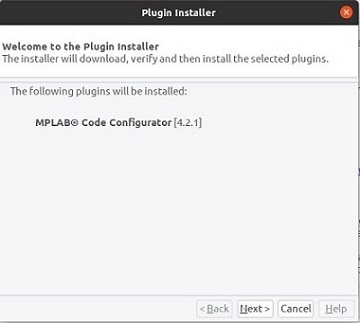 Plugin Installer
Welcome to the Plugin Installer
The installer will download, verify and then install the selected plugins.
The following plugins will be installed:
MPLAB® Code Configurator [4.2.1]
< Back Next > Cancel Help